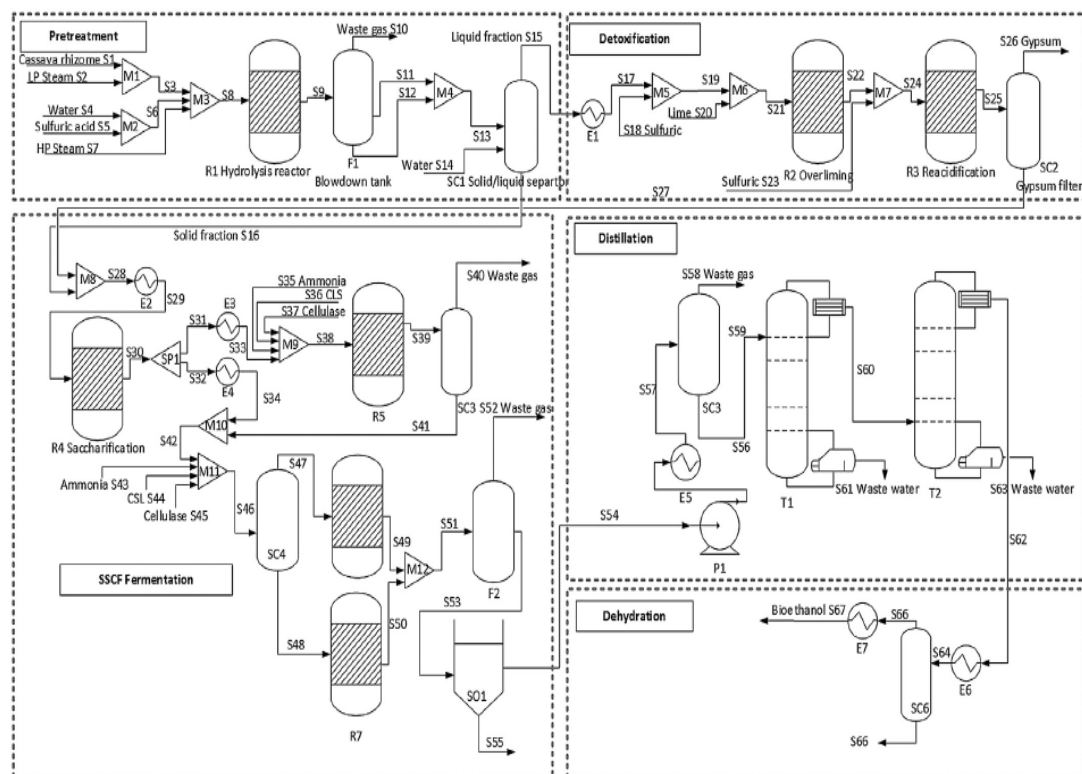 Pretreatment
Cassava rhizome S1
LP Steam S2
M1
S3
Water S4
Sulfuric acid S5
S6
M2
HP Steam S7
M3
S8
R1 Hydrolysis reactor
S9
Waste gas S10
F1
Blowdown tank
S11
S12
M4
S13
Water S14
Liquid fraction S15
SC1 Solid/liquid separtor
Detoxification
E1
S17
M5
S18 Sulfuric
S19
Lime S20
M6
S21
R2 Overliming
S22
Sulfuric S23
M7
S24
R3 Reacidification
S25
S26 Gypsum
SC2
Gypsum filter
S27
Solid fraction S16
M8
S28
E2
S29
R4 Saccharification
S30
SP1
S31
S32
E3
S33
E4
S34
S35 Ammonia
S36 CLS
S37 Cellulase
M9
S38
R5
S39
S40 Waste gas
SC3
S41
M10
S42
M11
Ammonia S43
CSL S44
Cellulase S45
S46
SC4
S47
S48
S49
S50
R7
M12
S51
S52 Waste gas
F2
S53
SO1
S55
SSCF Fermentation
Distillation
S54
P1
E5
S57
S58 Waste gas
SC3
S56
S59
T1
S60
S61 Waste water
T2
S63 Waste water
S62
Dehydration
Bioethanol S67
E7
S66
S64
E6
SC6
S66